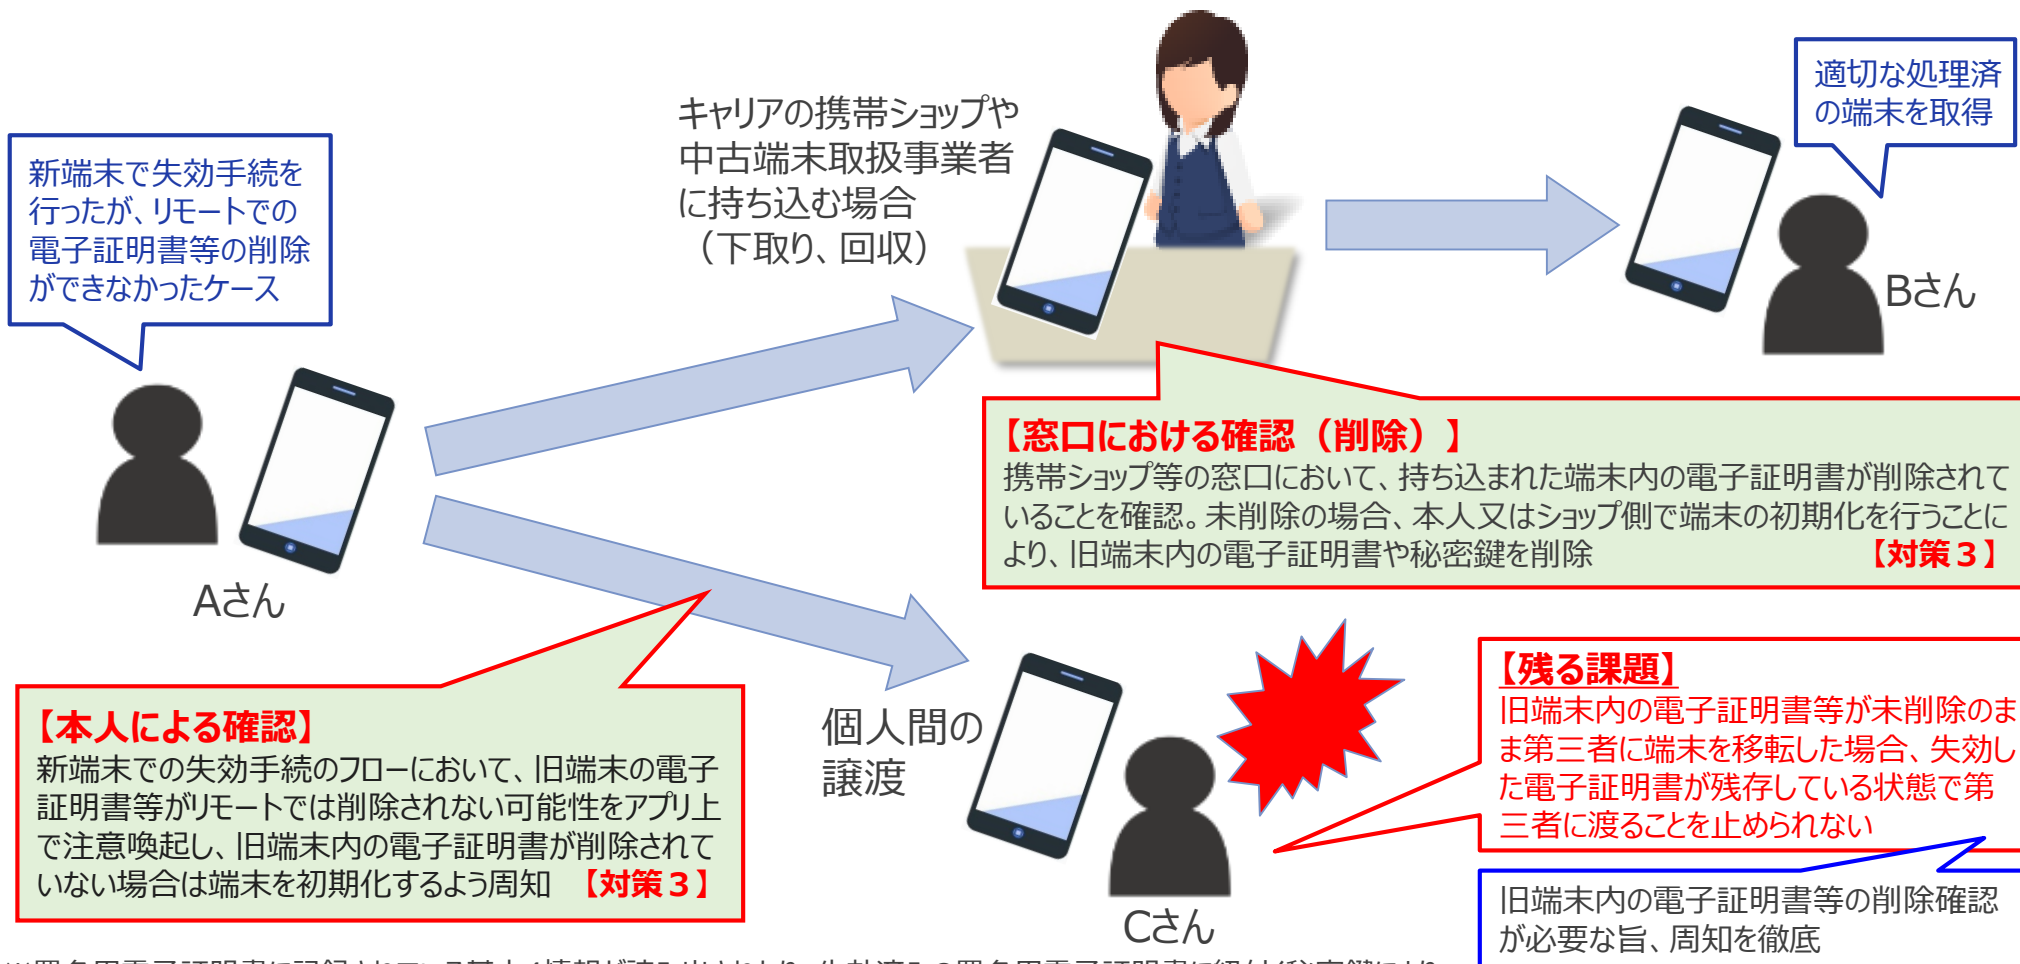 新端末で失効手続を
行ったが、リモートでの
電子証明書等の削除
ができなかったケース
キャリアの携帯ショップや
中古端末取扱事業者
に持ち込む場合
（下取り、回収）
適切な処理済
の端末を取得
Bさん
Aさん
【窓口における確認（削除）】
携帯ショップ等の窓口において、持ち込まれた端末内の電子証明書が削除されて
いることを確認。未削除の場合、本人又はショップ側で端末の初期化を行うことに
より、旧端末内の電子証明書や秘密鍵を削除 【対策３】
【本人による確認】
新端末での失効手続のフローにおいて、旧端末の電子
証明書等がリモートでは削除されない可能性をアプリ上
で注意喚起し、旧端末内の電子証明書が削除されて
いない場合は端末を初期化するよう周知 【対策３】
個人間の
譲渡
Cさん
【残る課題】
旧端末内の電子証明書等が未削除のま
ま第三者に端末を移転した場合、失効し
た電子証明書が残存している状態で第
三者に渡ることを止められない
旧端末内の電子証明書等の削除確認
が必要な旨、周知を徹底